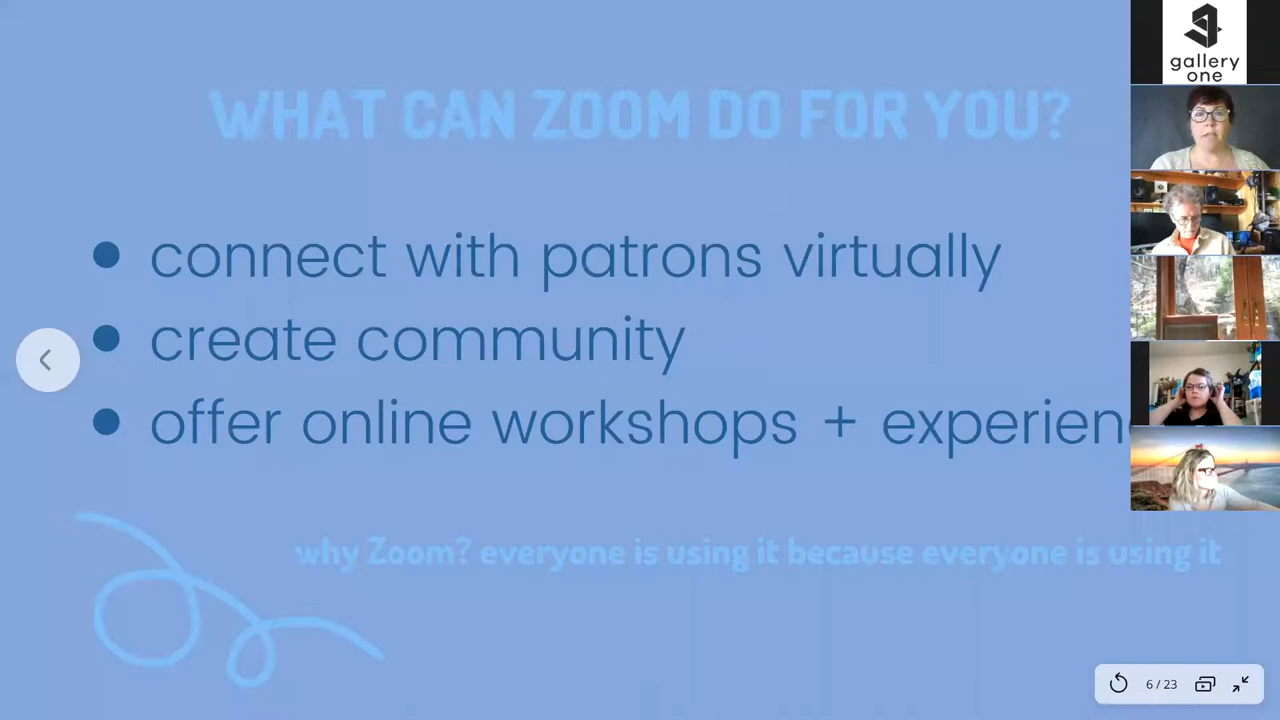 WHAT CAN ZOOM DO FOR YOU?
connect with patrons virtually
create community
offer online workshops + experien
why Zoom? everyone is using it because everyone is using it
gallery
one
6 / 23